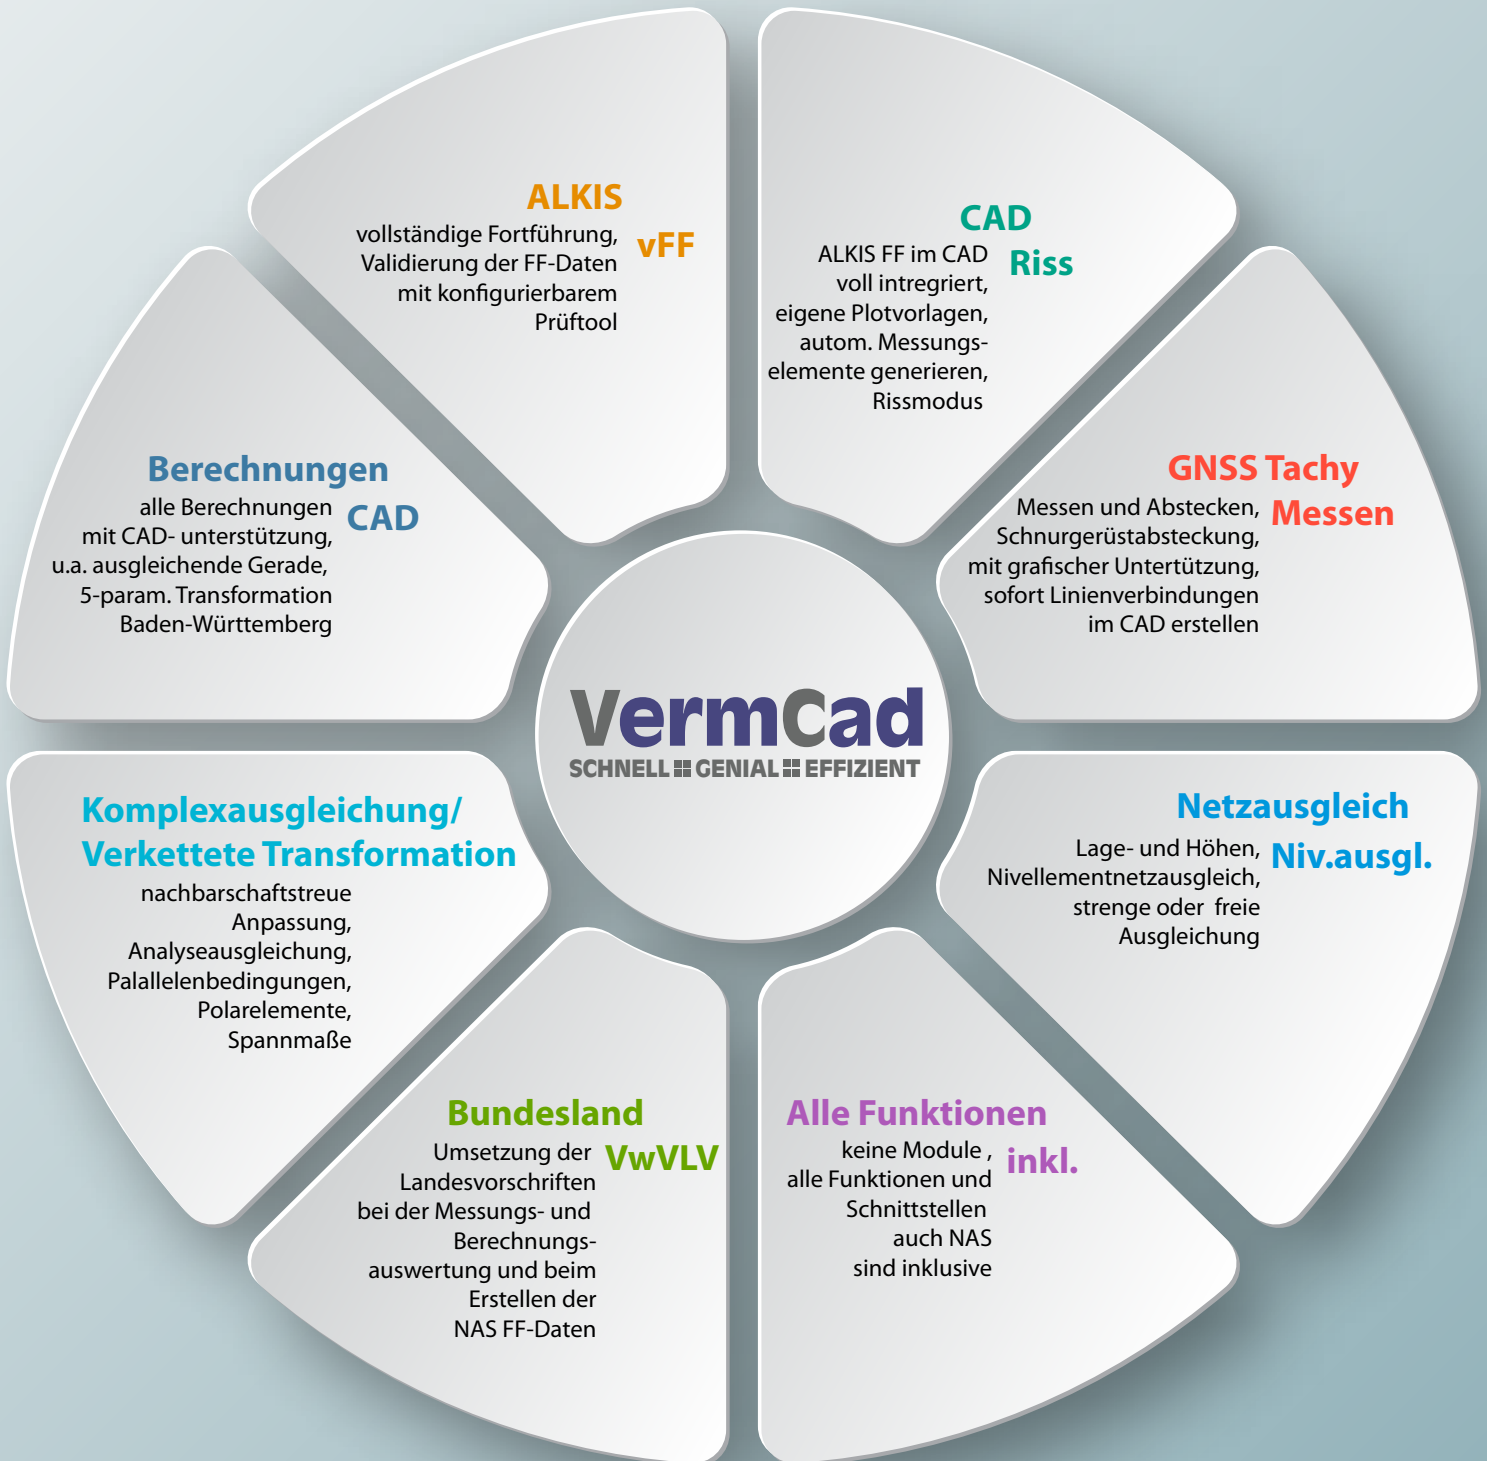 ALKIS
vFF
vollständige Fortführung,
Validierung der FF-Daten
mit konfigurierbarem
Prüftool
CAD
Riss
ALKIS FF im CAD
voll intregriert,
eigene Plotvorlagen,
autom. Messungs-
elemente generieren,
Rissmodus
Berechnungen
CAD
alle Berechnungen
mit CAD- unterstützung,
u.a. ausgleichende Gerade,
5-param. Transformation
Baden-Württemberg
GNSS Tachy
Messen
Messen und Abstecken,
Schnurgerüstabsteckung,
mit grafischer Untertützung,
sofort Linienverbindungen
im CAD erstellen
VermCad
SCHNELL GENIAL EFFIZIENT
Komplexausgleichung/
Verkettete Transformation
nachbarschaftstreue
Anpassung,
Analyseausgleichung,
Palallelenbedingungen,
Polarelemente,
Spannmaße
Netzausgleich
Niv.ausgl.
Lage- und Höhen,
Nivellementnetzausgleich,
strenge oder freie
Ausgleichung
Bundesland
VwVLV
Umsetzung der
Landesvorschriften
bei der Messungs- und
Berechnungs-
auswertung und beim
Erstellen der
NAS FF-Daten
Alle Funktionen
inkl.
keine Module ,
alle Funktionen und
Schnittstellen
auch NAS
sind inklusive